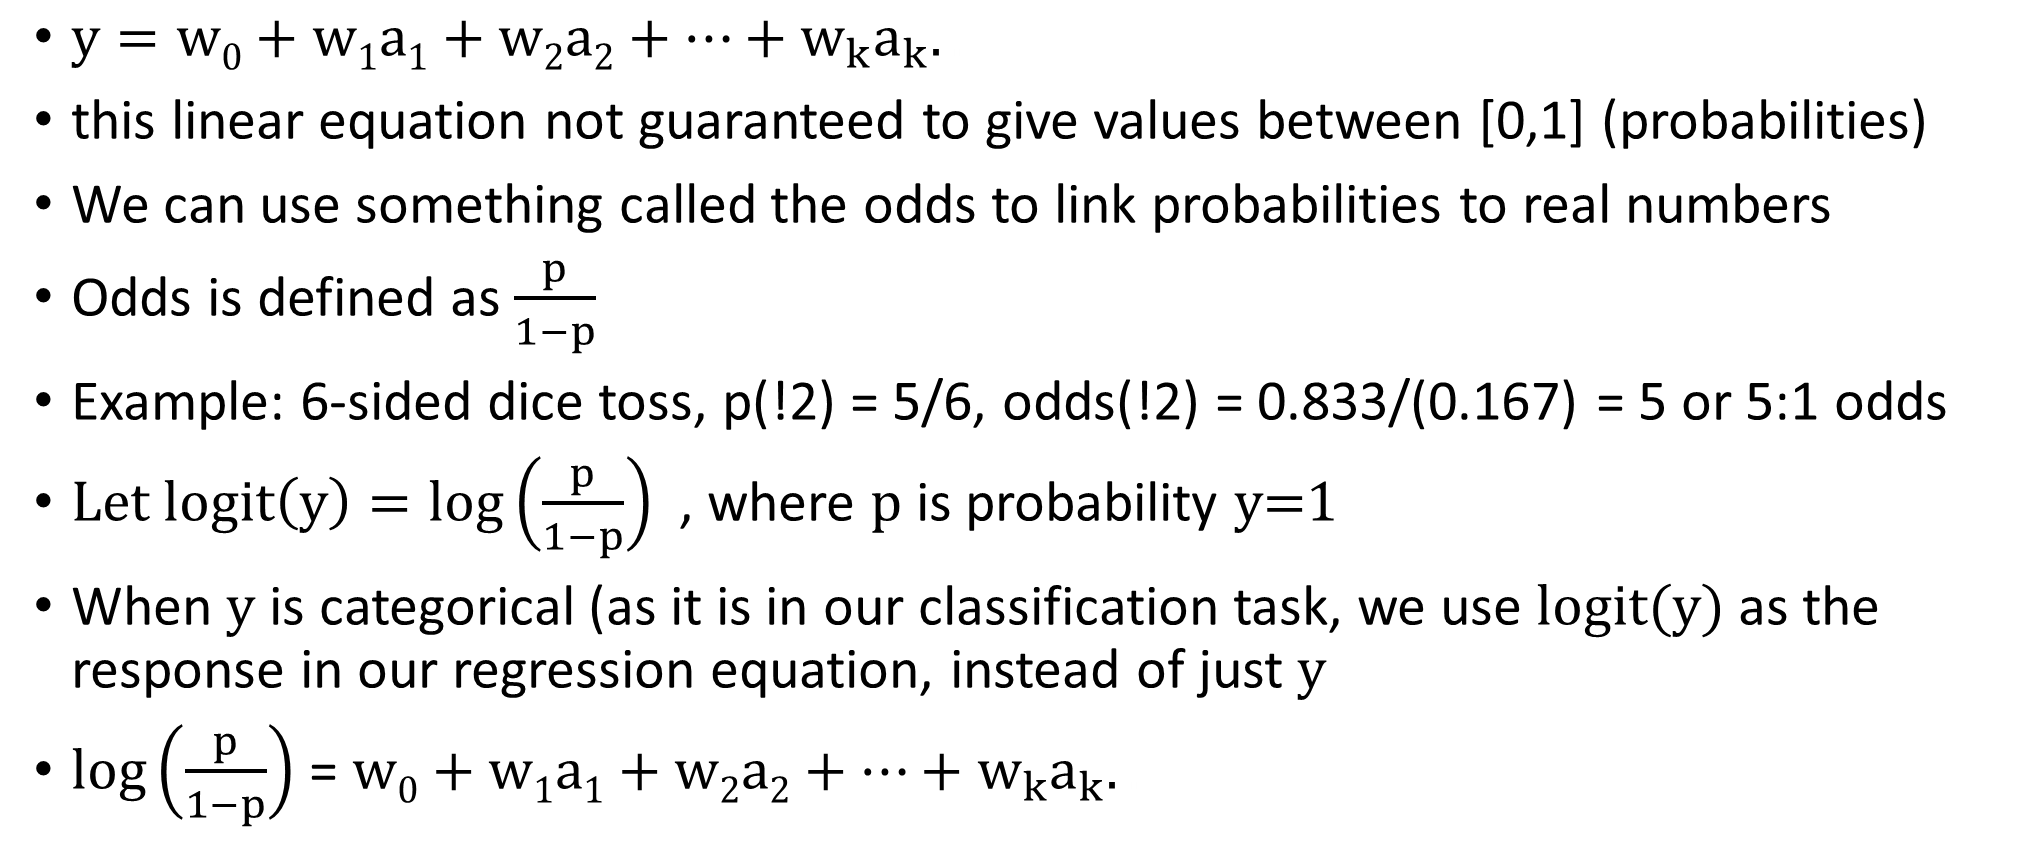 • y = w₀ + w₁a₁ + w₂a₂ + ⋯ + wₖaₖ.
• this linear equation not guaranteed to give values between [0,1] (probabilities)
• We can use something called the odds to link probabilities to real numbers
• Odds is defined as p/(1−p)
• Example: 6-sided dice toss, p(!2) = 5/6, odds(!2) = 0.833/(0.167) = 5 or 5:1 odds
• Let logit(y) = log(p/(1−p)) , where p is probability y=1
• When y is categorical (as it is in our classification task, we use logit(y) as the
response in our regression equation, instead of just y
• log(p/(1−p)) = w₀ + w₁a₁ + w₂a₂ + ⋯ + wₖaₖ.